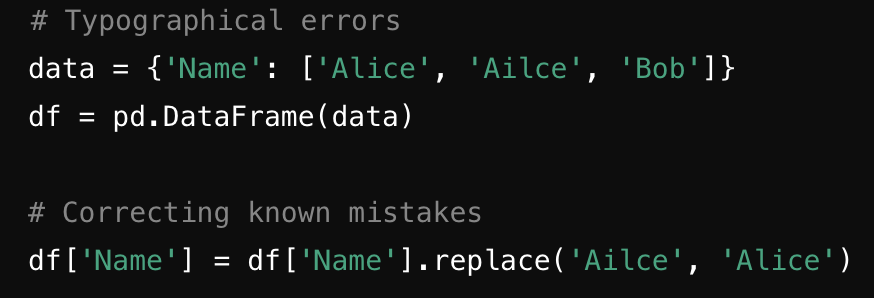 # Typographical errors
data = {'Name': ['Alice', 'Ailce', 'Bob']}
df = pd.DataFrame(data)
# Correcting known mistakes
df['Name'] = df['Name'].replace('Ailce', 'Alice')